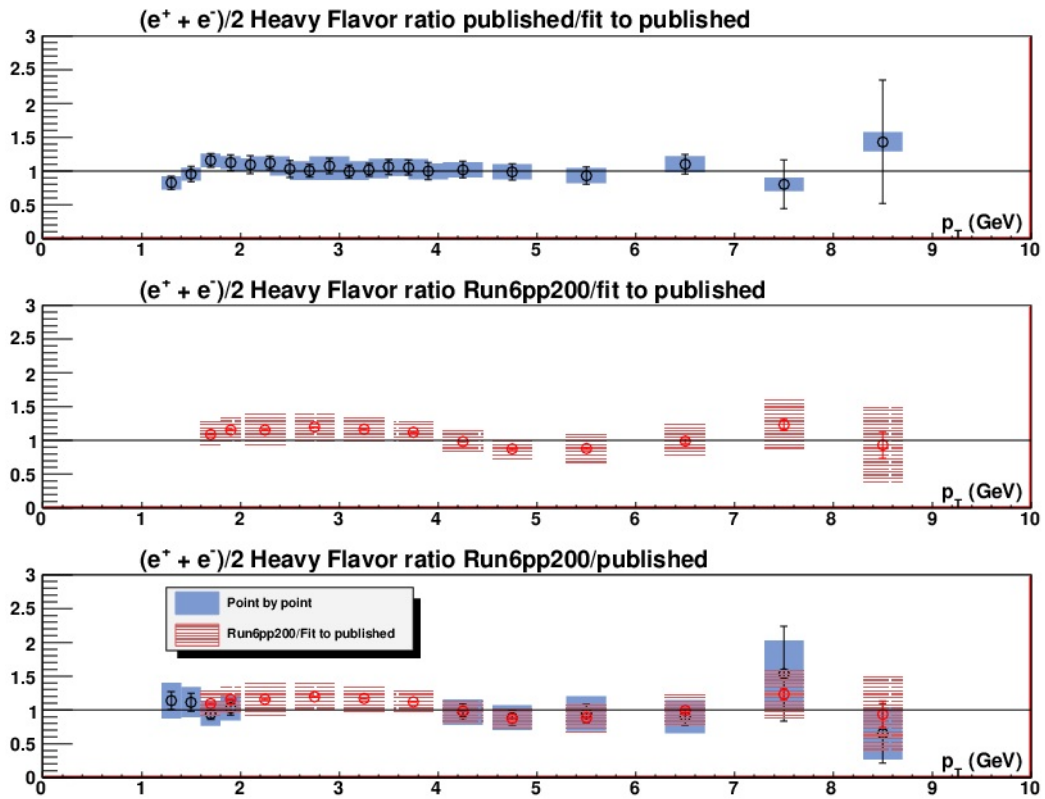 (e⁺ + e⁻)/2 Heavy Flavor ratio published/fit to published
3
2.5
2
1.5
1
0.5
0
p_T (GeV)
0 1 2 3 4 5 6 7 8 9 10
(e⁺ + e⁻)/2 Heavy Flavor ratio Run6pp200/fit to published
3
2.5
2
1.5
1
0.5
0
p_T (GeV)
0 1 2 3 4 5 6 7 8 9 10
(e⁺ + e⁻)/2 Heavy Flavor ratio Run6pp200/published
3
Point by point
2.5
Run6pp200/Fit to published
2
1.5
1
0.5
0
p_T (GeV)
0 1 2 3 4 5 6 7 8 9 10